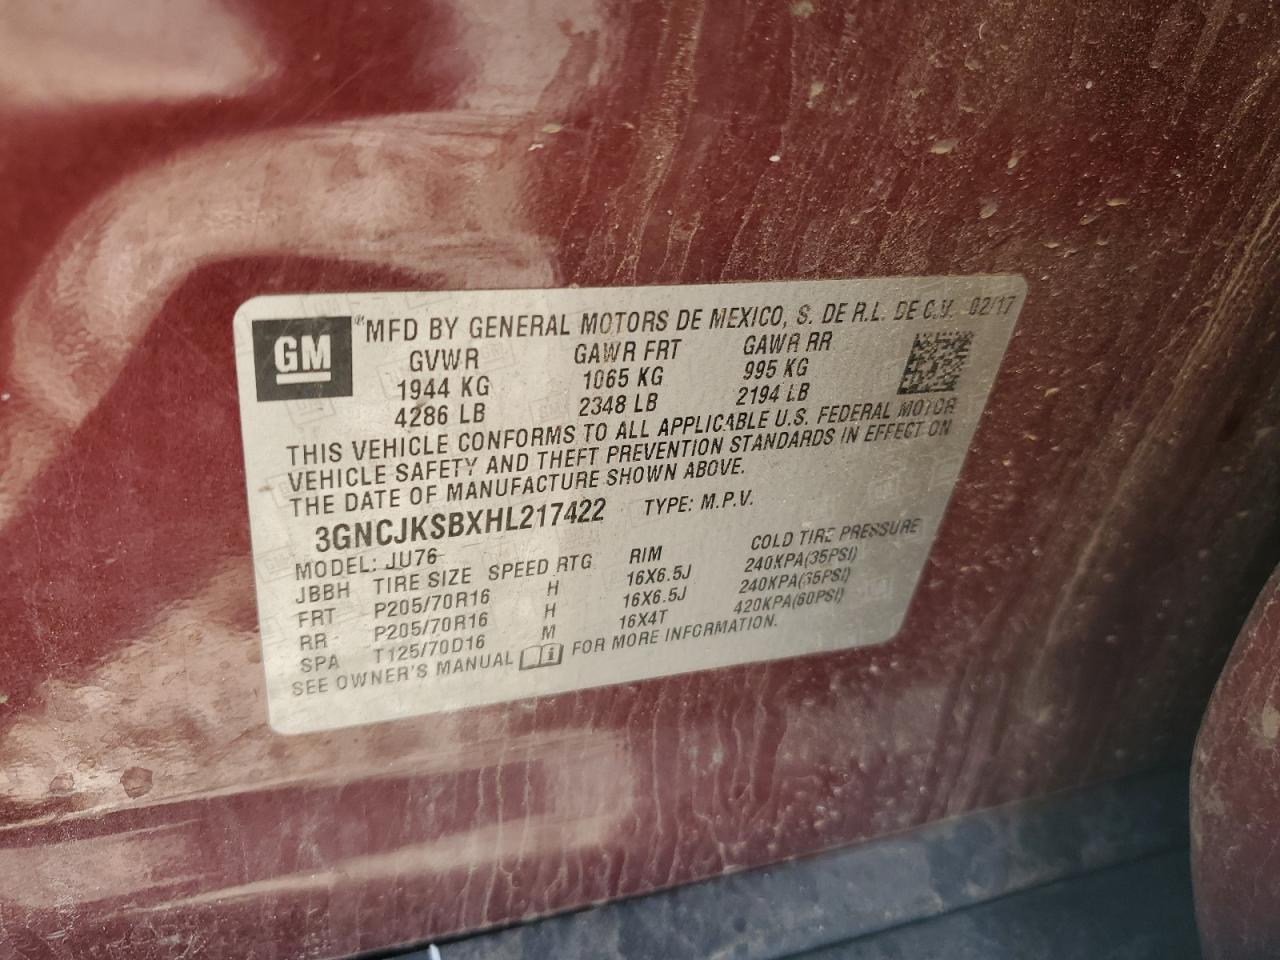 GM
® MFD BY GENERAL MOTORS DE MEXICO, S. DE R.L. DE C.V. 02/17
GVWR GAWR FRT GAWR RR
1944 KG 1065 KG 995 KG
4286 LB 2348 LB 2194 LB
THIS VEHICLE CONFORMS TO ALL APPLICABLE U.S. FEDERAL MOTOR
VEHICLE SAFETY AND THEFT PREVENTION STANDARDS IN EFFECT ON
THE DATE OF MANUFACTURE SHOWN ABOVE.
3GNCJKSBXHL217422 TYPE: M.P.V.
MODEL: JU76
JBBH TIRE SIZE SPEED RTG RIM COLD TIRE PRESSURE
FRT P205/70R16 H 16X6.5J 240KPA(35PSI)
RR P205/70R16 H 16X6.5J 240KPA(35PSI)
SPA T125/70D16 M 16X4T 420KPA(60PSI)
SEE OWNER'S MANUAL FOR MORE INFORMATION.